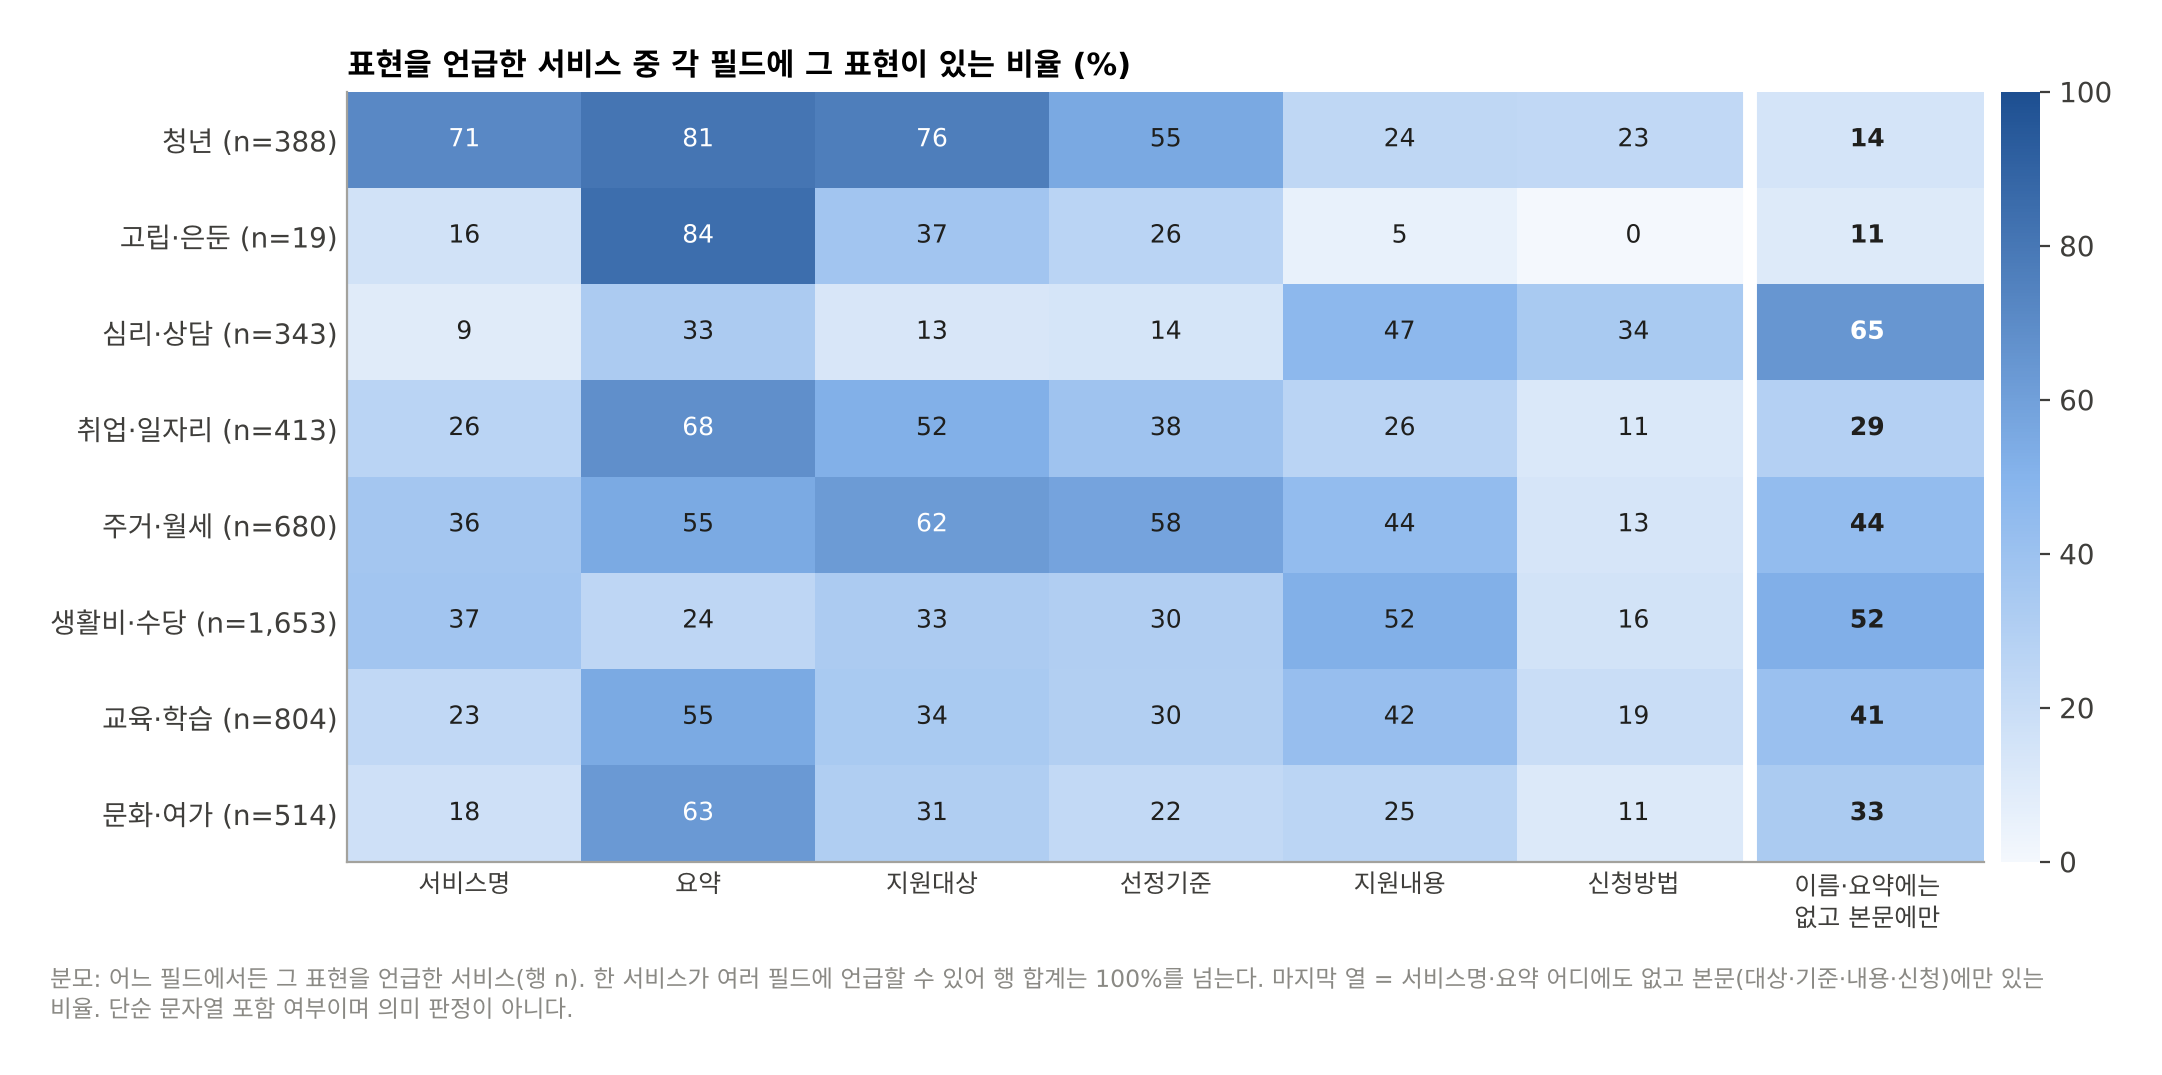 표현을 언급한 서비스 중 각 필드에 그 표현이 있는 비율 (%)
청년 (n=388) 71 81 76 55 24 23 14
고립·은둔 (n=19) 16 84 37 26 5 0 11
심리·상담 (n=343) 9 33 13 14 47 34 65
취업·일자리 (n=413) 26 68 52 38 26 11 29
주거·월세 (n=680) 36 55 62 58 44 13 44
생활비·수당 (n=1,653) 37 24 33 30 52 16 52
교육·학습 (n=804) 23 55 34 30 42 19 41
문화·여가 (n=514) 18 63 31 22 25 11 33
서비스명 요약 지원대상 선정기준 지원내용 신청방법 이름·요약에는
없고 본문에만
100
80
60
40
20
0
분모: 어느 필드에서든 그 표현을 언급한 서비스(행 n). 한 서비스가 여러 필드에 언급할 수 있어 행 합계는 100%를 넘는다. 마지막 열 = 서비스명·요약 어디에도 없고 본문(대상·기준·내용·신청)에만 있는
비율. 단순 문자열 포함 여부이며 의미 판정이 아니다.